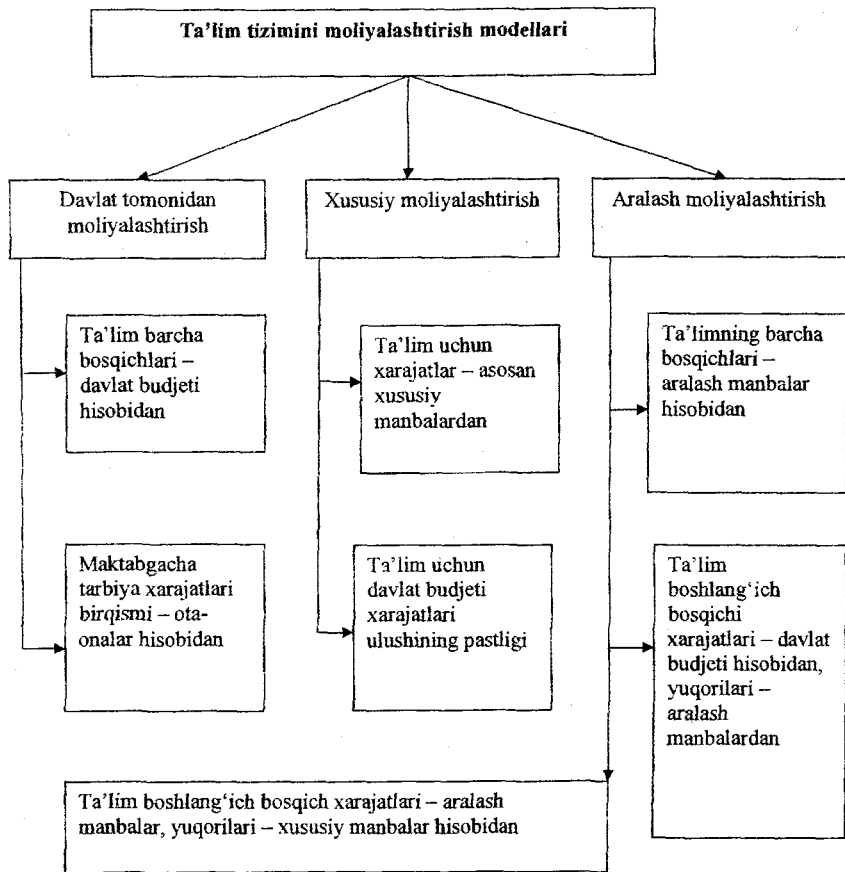 Ta'lim tizimini moliyalashtirish modellari
Davlat tomonidan
moliyalashtirish
Xususiy moliyalashtirish
Aralash moliyalashtirish
Ta'lim barcha
bosqichlari –
davlat budjeti
hisobidan
Ta'lim uchun
xarajatlar – asosan
xususiy
manbalardan
Ta'limning barcha
bosqichlari –
aralash manbalar
hisobidan
Maktabgacha
tarbiya xarajatlari
birqismi – ota-
onalar hisobidan
Ta'lim uchun
davlat budjeti
xarajatlari
ulushining pastligi
Ta'lim
boshlang‘ich
bosqichi
xarajatlari – davlat
budjeti hisobidan,
yuqorilari –
aralash
manbalardan
Ta'lim boshlang‘ich bosqich xarajatlari – aralash
manbalar, yuqorilari – xususiy manbalar hisobidan